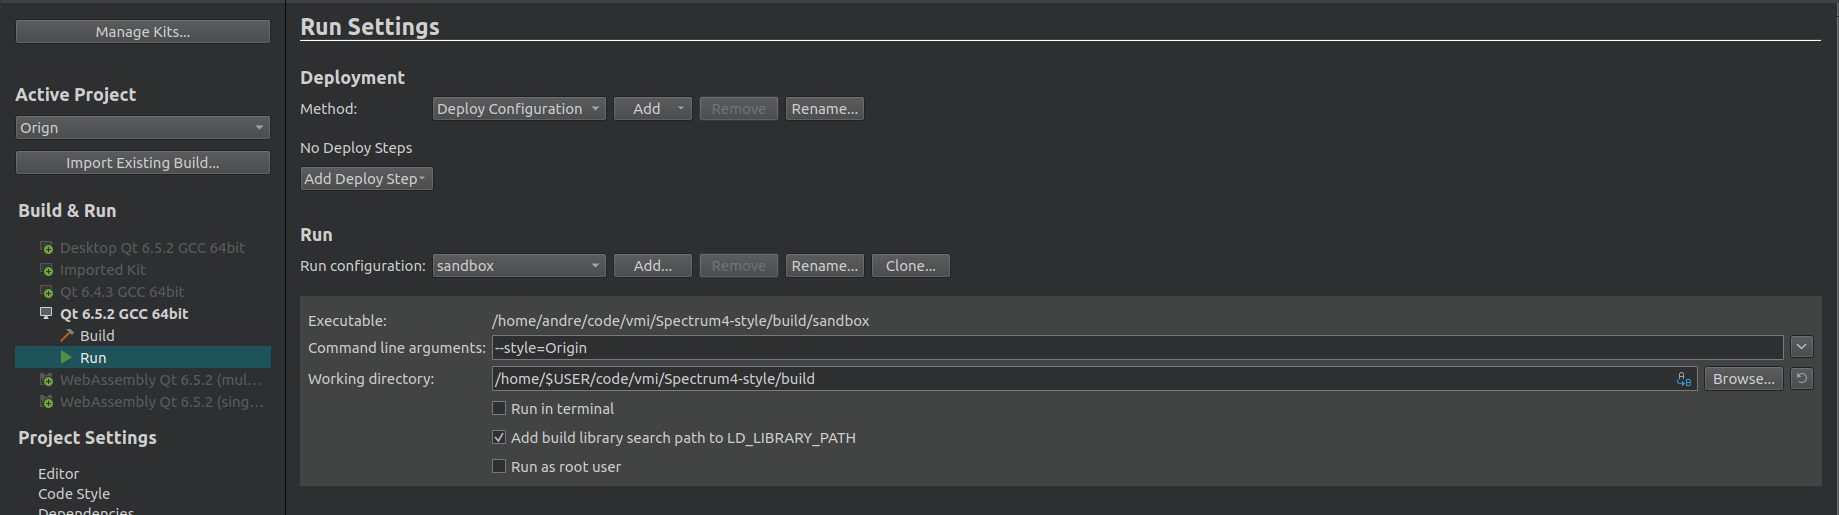 Manage Kits...
Active Project
Orign
Import Existing Build...
Build & Run
Desktop Qt 6.5.2 GCC 64bit
Imported Kit
Qt 6.4.3 GCC 64bit
Qt 6.5.2 GCC 64bit
Build
Run
WebAssembly Qt 6.5.2 (mul...
WebAssembly Qt 6.5.2 (sing...
Project Settings
Editor
Code Style
Dependencies
Run Settings
Deployment
Method: Deploy Configuration Add Remove Rename...
No Deploy Steps
Add Deploy Step
Run
Run configuration: sandbox Add... Remove Rename... Clone...
Executable: /home/andre/code/vmi/Spectrum4-style/build/sandbox
Command line arguments: --style=Origin
Working directory: /home/$USER/code/vmi/Spectrum4-style/build Browse...
Run in terminal
Add build library search path to LD_LIBRARY_PATH
Run as root user